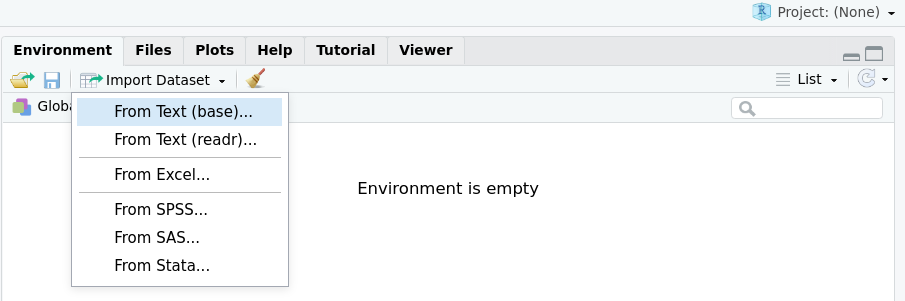 Project: (None)
Environment Files Plots Help Tutorial Viewer
Import Dataset List
From Text (base)...
From Text (readr)...
From Excel...
Environment is empty
From SPSS...
From SAS...
From Stata...